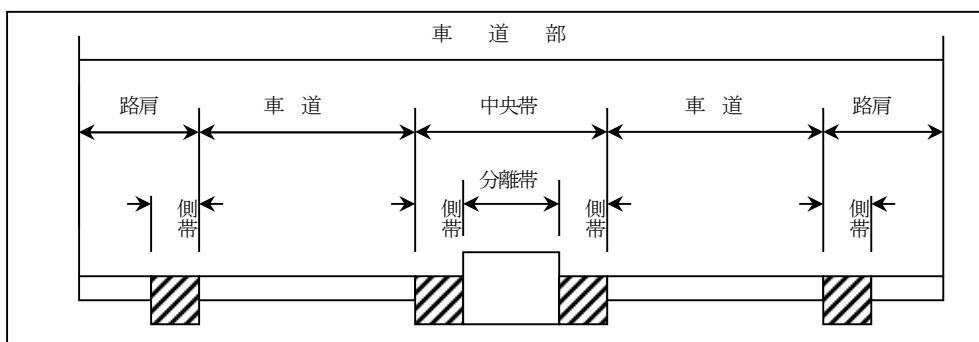 車 道 部
路肩 車 道 中央帯 車 道 路肩
分離帯
側帯 側帯 側帯 側帯